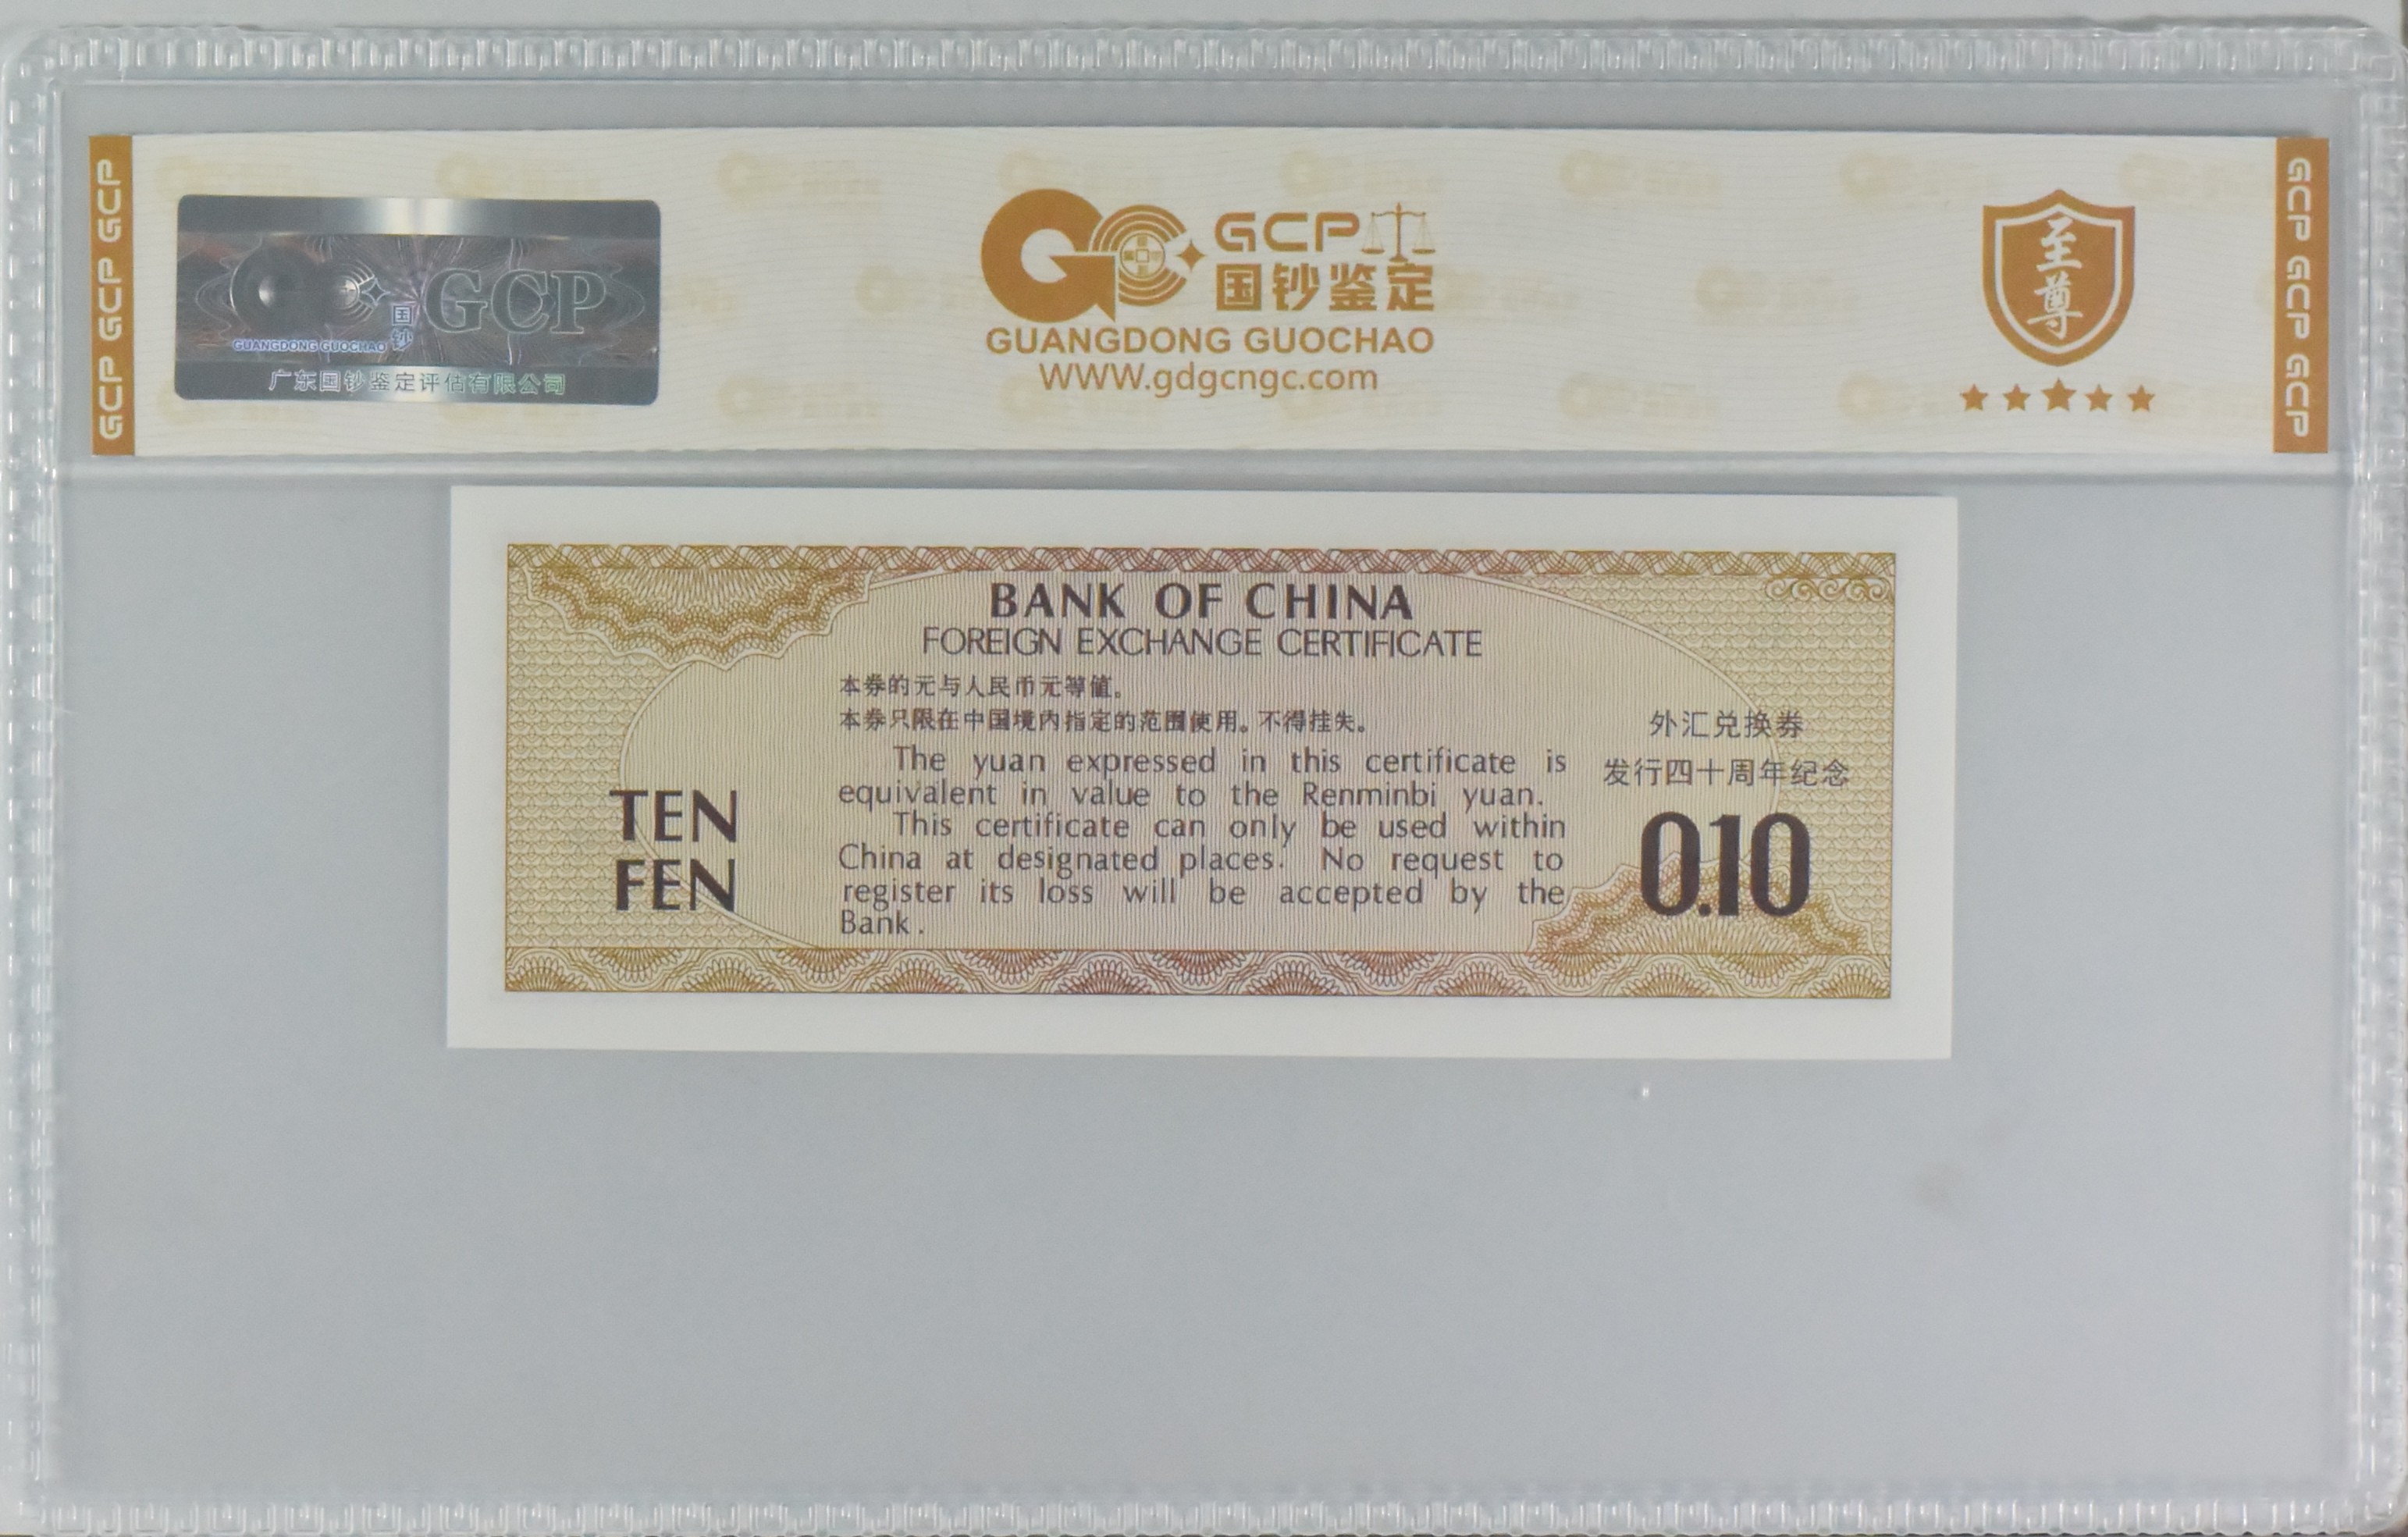 GCP GCP GCP
国钞
GCP
GUANGDONG GUOCHAO
广东国钞鉴定评估有限公司
GCP
国钞鉴定
GUANGDONG GUOCHAO
WWW.gdgcngc.com
至尊
GCP GCP GCP
BANK OF CHINA
FOREIGN EXCHANGE CERTIFICATE
本券的元与人民币元等值。
本券只限在中国境内指定的范围使用。不得挂失。
The yuan expressed in this certificate is
equivalent in value to the Renminbi yuan.
This certificate can only be used within
China at designated places. No request to
register its loss will be accepted by the
Bank.
TEN
FEN
外汇兑换券
发行四十周年纪念
0.10